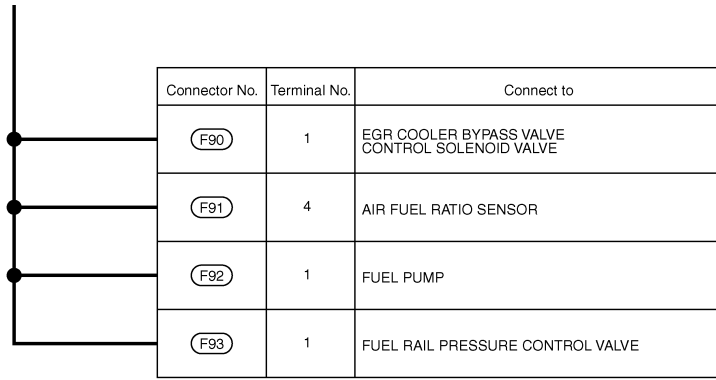 Connector No. Terminal No. Connect to
F90 1 EGR COOLER BYPASS VALVE
CONTROL SOLENOID VALVE
F91 4 AIR FUEL RATIO SENSOR
F92 1 FUEL PUMP
F93 1 FUEL RAIL PRESSURE CONTROL VALVE